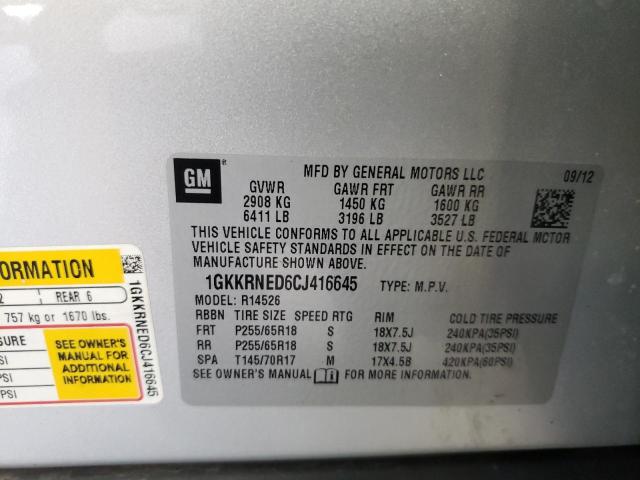 GM
MFD BY GENERAL MOTORS LLC 09/12
GVWR GAWR FRT GAWR RR
2908 KG 1450 KG 1600 KG
6411 LB 3196 LB 3527 LB
THIS VEHICLE CONFORMS TO ALL APPLICABLE U.S. FEDERAL MOTOR
VEHICLE SAFETY STANDARDS IN EFFECT ON THE DATE OF
MANUFACTURE SHOWN ABOVE.
1GKKRNED6CJ416645 TYPE: M.P.V.
MODEL: R14526
RBBN TIRE SIZE SPEED RTG RIM COLD TIRE PRESSURE
FRT P255/65R18 S 18X7.5J 240KPA(35PSI)
RR P255/65R18 S 18X7.5J 240KPA(35PSI)
SPA T145/70R17 M 17X4.5B 420KPA(60PSI)
SEE OWNER'S MANUAL FOR MORE INFORMATION.
FORMATION
2 REAR 6
757 kg or 1670 lbs.
SURE
SI
PSI
PSI
SEE OWNER'S
MANUAL FOR
ADDITIONAL
INFORMATION
1GKKRNED6CJ416645